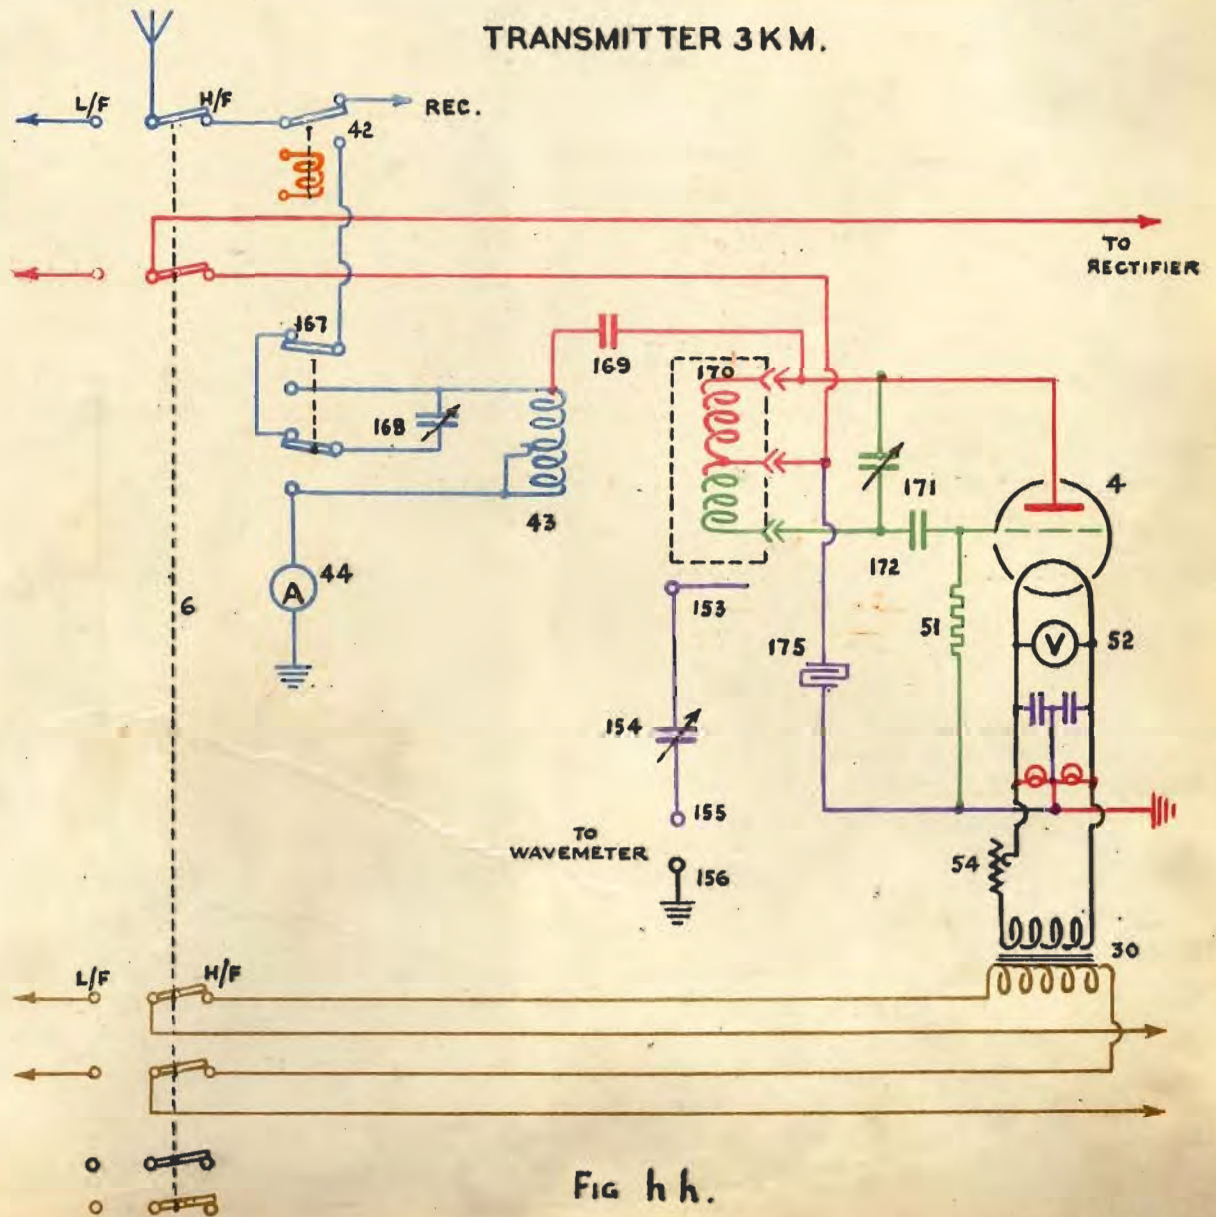 TRANSMITTER 3KM.
L/F
H/F
REC.
42
TO
RECTIFIER
167
169
170
168
171
4
43
172
44
A
6
153
51
V
52
175
154
155
TO
WAVEMETER
54
156
30
L/F
H/F
FIG hh.